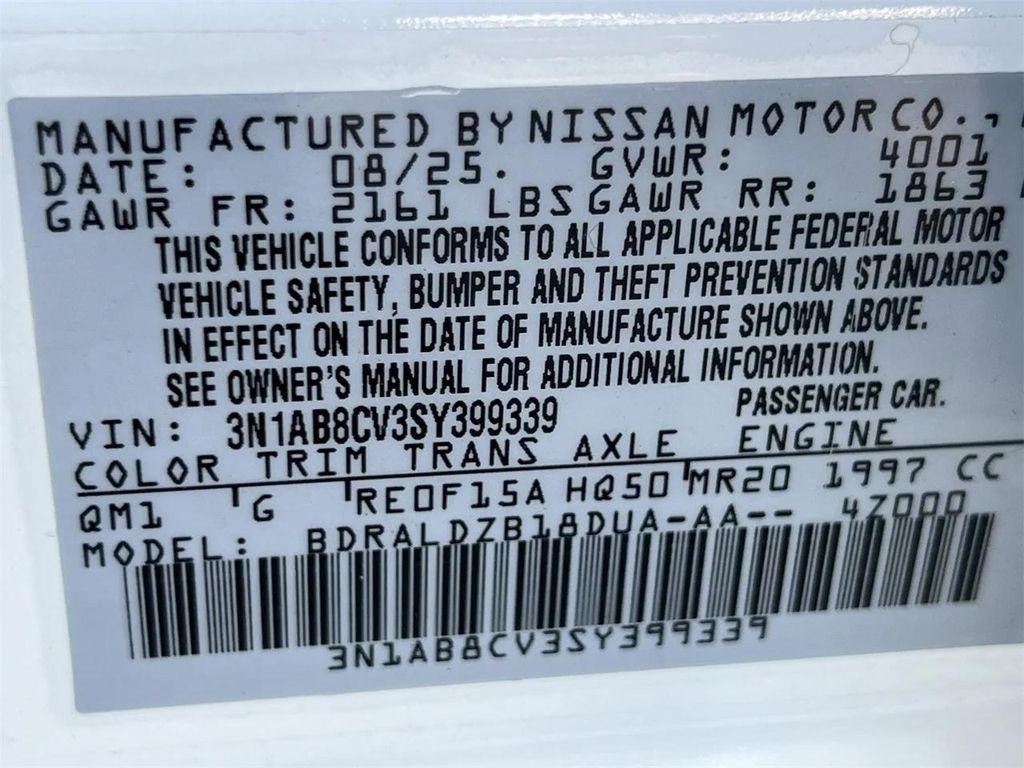 MANUFACTURED BY NISSAN MOTOR CO.,
DATE: 08/25. GVWR: 4001
GAWR FR: 2161 LBS GAWR RR: 1863
THIS VEHICLE CONFORMS TO ALL APPLICABLE FEDERAL MOTOR
VEHICLE SAFETY, BUMPER AND THEFT PREVENTION STANDARDS
IN EFFECT ON THE DATE OF MANUFACTURE SHOWN ABOVE.
SEE OWNER'S MANUAL FOR ADDITIONAL INFORMATION.
VIN: 3N1AB8CV3SY399339 PASSENGER CAR.
COLOR TRIM TRANS AXLE ENGINE
QM1 G RE0F15A HQ50 MR20 1997 CC
MODEL: BDRALDZB18DUA-AA-- 4Z000
3N1AB8CV3SY399339